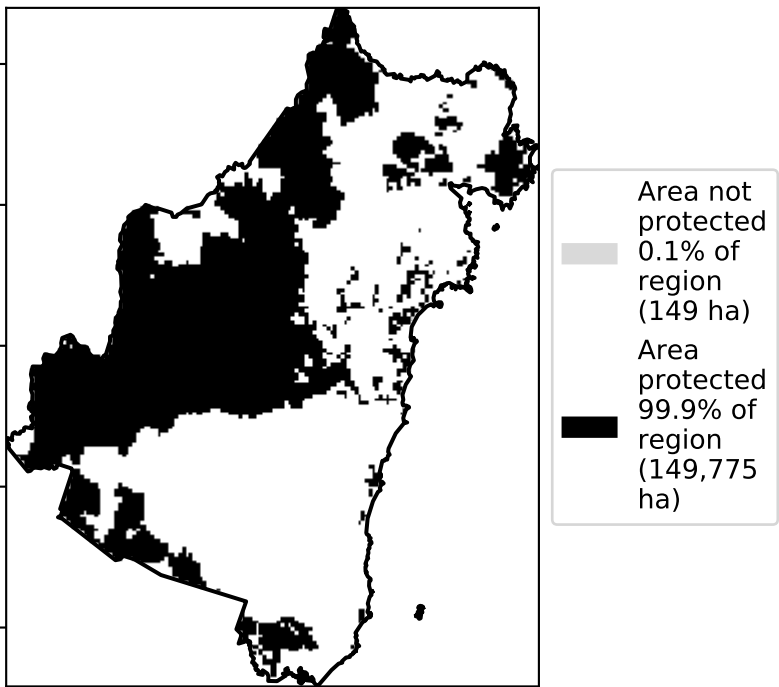 Area not
protected
0.1% of
region
(149 ha)
Area
protected
99.9% of
region
(149,775
ha)